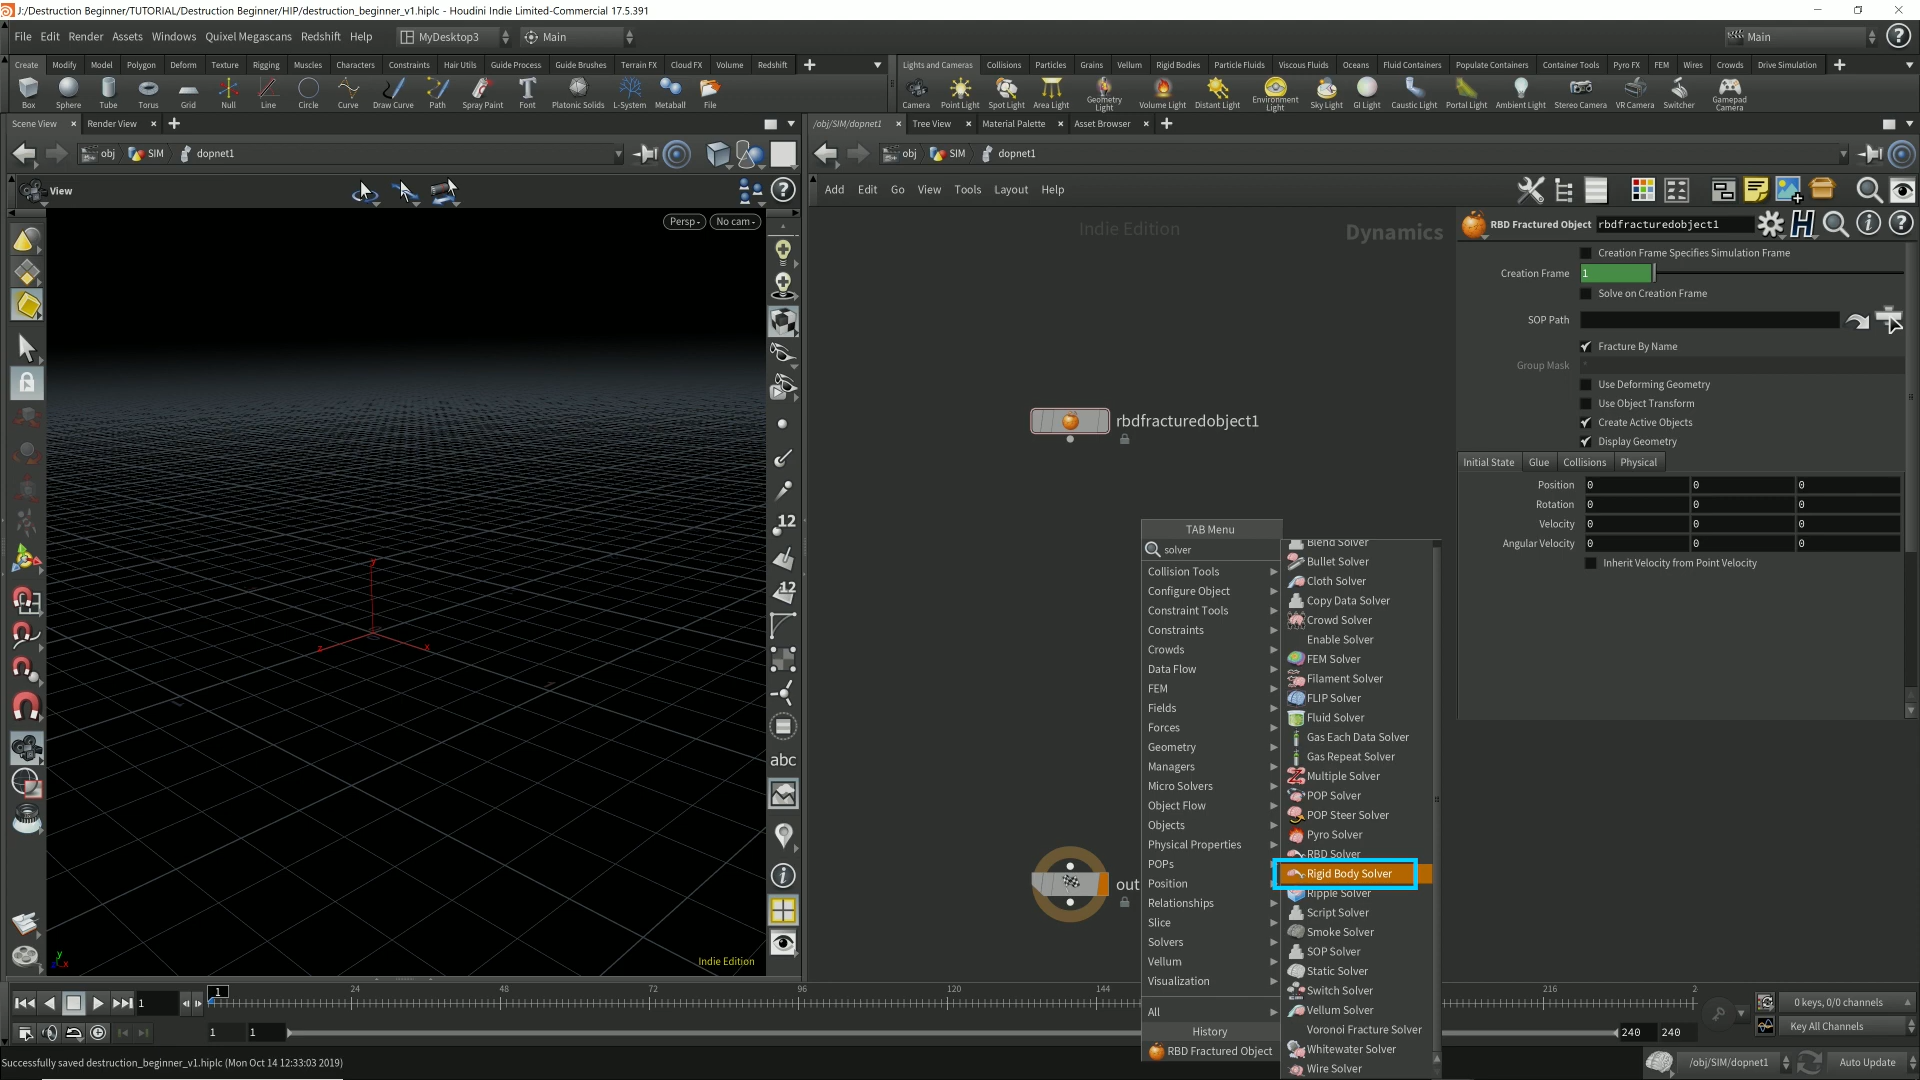 J:/Destruction Beginner/TUTORIAL/Destruction Beginner/HIP/destruction_beginner_v1.hiplc - Houdini Indie Limited-Commercial 17.5.391
File Edit Render Assets Windows Quixel Megascans Redshift Help MyDesktop3 Main Main
Create Modify Model Polygon Deform Texture Rigging Muscles Characters Constraints Hair Utils Guide Process Guide Brushes Terrain FX Cloud FX Volume Redshift
Box Sphere Tube Torus Grid Null Line Circle Curve Draw Curve Path Spray Paint Font Platonic Solids L-System Metaball File
Lights and Cameras Collisions Particles Grains Vellum Rigid Bodies Particle Fluids Viscous Fluids Oceans Fluid Containers Populate Containers Container Tools Pyro FX FEM Wires Crowds Drive Simulation
Camera Point Light Spot Light Area Light Geometry Light Volume Light Distant Light Environment Light Sky Light GI Light Caustic Light Portal Light Ambient Light Stereo Camera VR Camera Switcher Gamepad Camera
Scene View Render View
/obj/SIM/dopnet1 Tree View Material Palette Asset Browser
obj SIM dopnet1
obj SIM dopnet1
View
Add Edit Go View Tools Layout Help
Persp No cam
Indie Edition Dynamics
RBD Fractured Object rbdfracturedobject1
Creation Frame Specifies Simulation Frame
Creation Frame 1
Solve on Creation Frame
SOP Path
Fracture By Name
Group Mask *
Use Deforming Geometry
Use Object Transform
Create Active Objects
Display Geometry
Initial State Glue Collisions Physical
Position 0 0 0
Rotation 0 0 0
Velocity 0 0 0
Angular Velocity 0 0 0
Inherit Velocity from Point Velocity
rbdfracturedobject1
out
TAB Menu
solver
Collision Tools
Configure Object
Constraint Tools
Constraints
Crowds
Data Flow
FEM
Fields
Forces
Geometry
Managers
Micro Solvers
Object Flow
Objects
Physical Properties
POPs
Position
Relationships
Slice
Solvers
Vellum
Visualization
All
History
RBD Fractured Object
Blend Solver
Bullet Solver
Cloth Solver
Copy Data Solver
Crowd Solver
Enable Solver
FEM Solver
Filament Solver
FLIP Solver
Fluid Solver
Gas Each Data Solver
Gas Repeat Solver
Multiple Solver
POP Solver
POP Steer Solver
Pyro Solver
RBD Solver
Rigid Body Solver
Ripple Solver
Script Solver
Smoke Solver
SOP Solver
Static Solver
Switch Solver
Vellum Solver
Voronoi Fracture Solver
Whitewater Solver
Wire Solver
12
12
abc
y
z x
y
z x
Indie Edition
1 1 24 48 72 96 120 144 216 2
0 keys, 0/0 channels
1 1 240 240 Key All Channels
Successfully saved destruction_beginner_v1.hiplc (Mon Oct 14 12:33:03 2019)
/obj/SIM/dopnet1 Auto Update